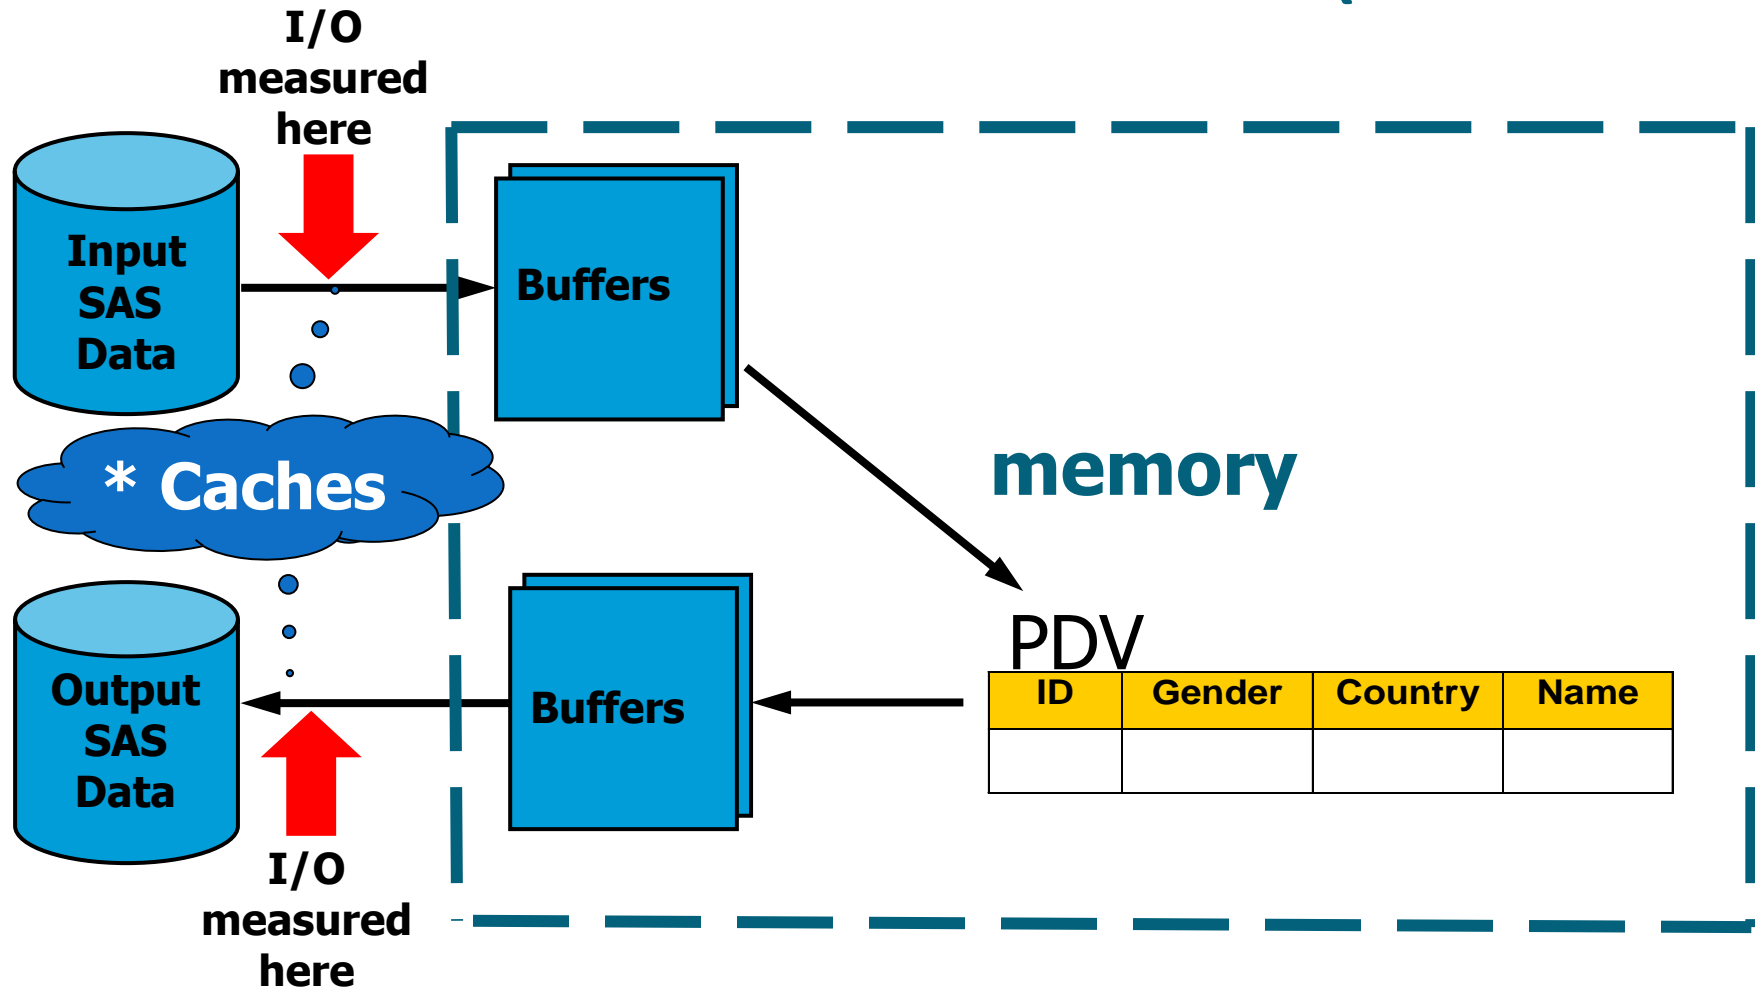 I/O
measured
here
Input
SAS
Data
Buffers
* Caches
memory
PDV
ID Gender Country Name
Output
SAS
Data
Buffers
I/O
measured
here